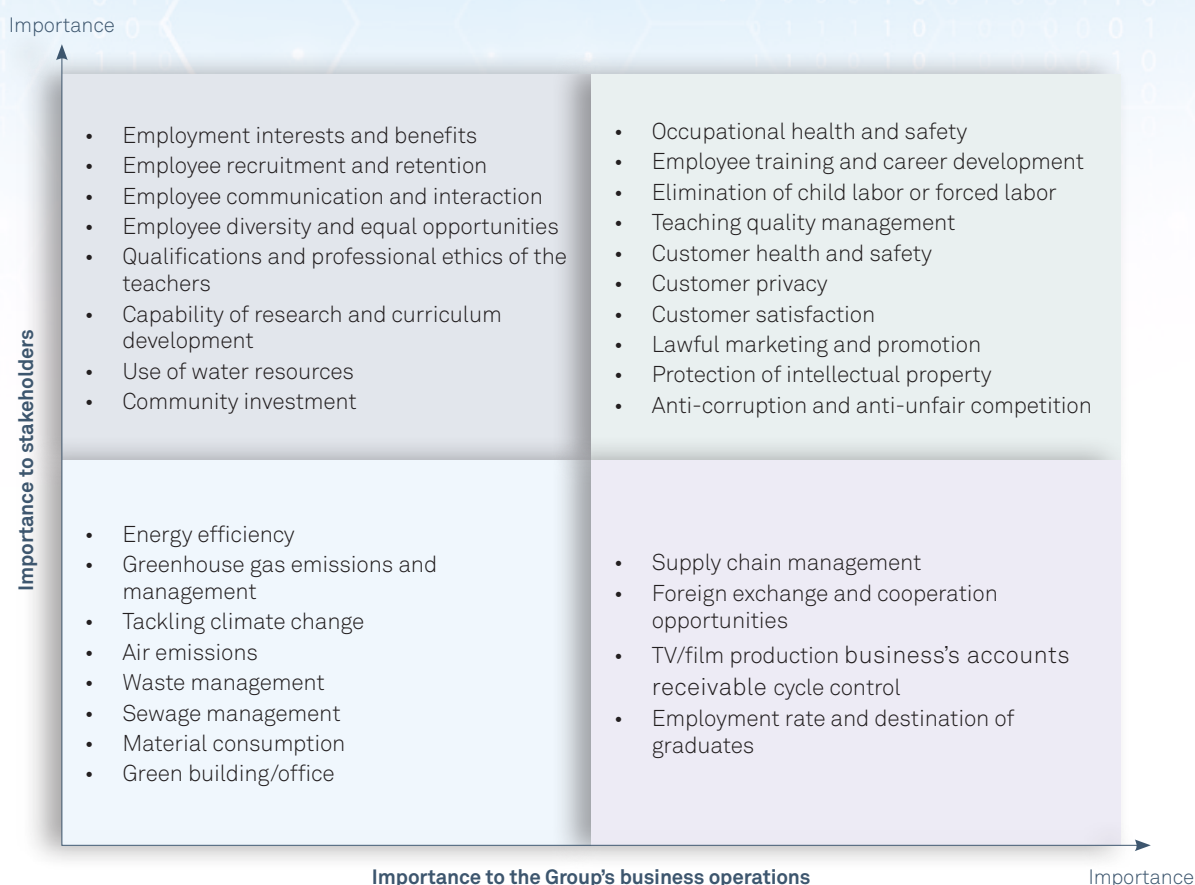 Importance
• Employment interests and benefits
• Employee recruitment and retention
• Employee communication and interaction
• Employee diversity and equal opportunities
• Qualifications and professional ethics of the
teachers
• Capability of research and curriculum
development
• Use of water resources
• Community investment
• Occupational health and safety
• Employee training and career development
• Elimination of child labor or forced labor
• Teaching quality management
• Customer health and safety
• Customer privacy
• Customer satisfaction
• Lawful marketing and promotion
• Protection of intellectual property
• Anti-corruption and anti-unfair competition
Importance to stakeholders
• Energy efficiency
• Greenhouse gas emissions and
management
• Tackling climate change
• Air emissions
• Waste management
• Sewage management
• Material consumption
• Green building/office
• Supply chain management
• Foreign exchange and cooperation
opportunities
• TV/film production business's accounts
receivable cycle control
• Employment rate and destination of
graduates
Importance to the Group's business operations
Importance